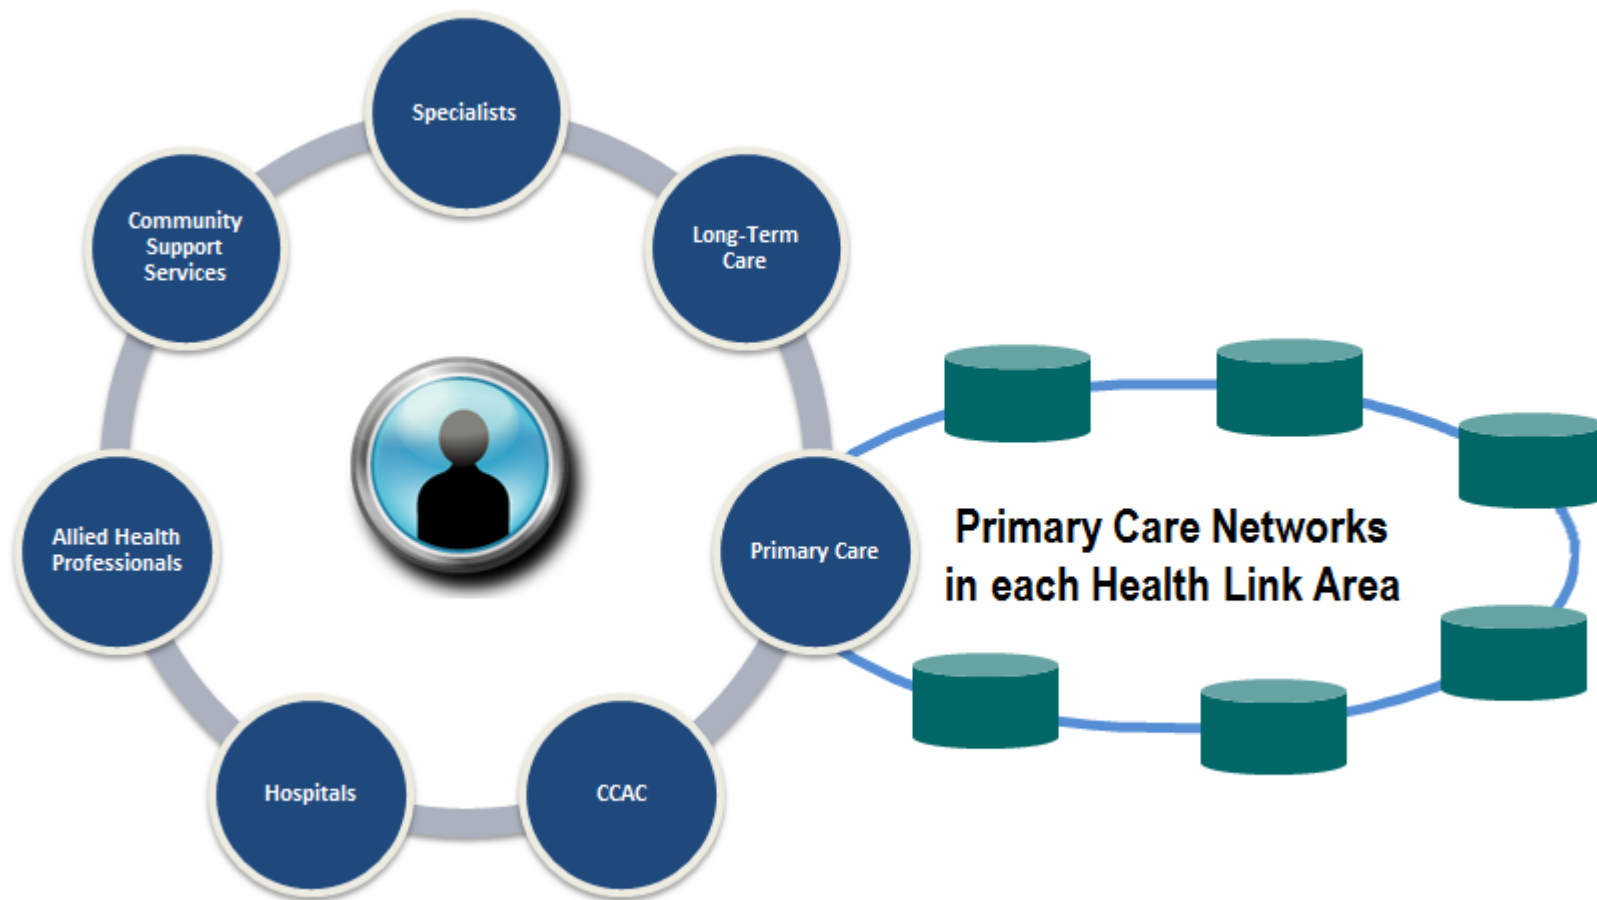 Specialists
Long-Term
Care
Primary Care
CCAC
Hospitals
Allied Health
Professionals
Community
Support
Services
Primary Care Networks
in each Health Link Area